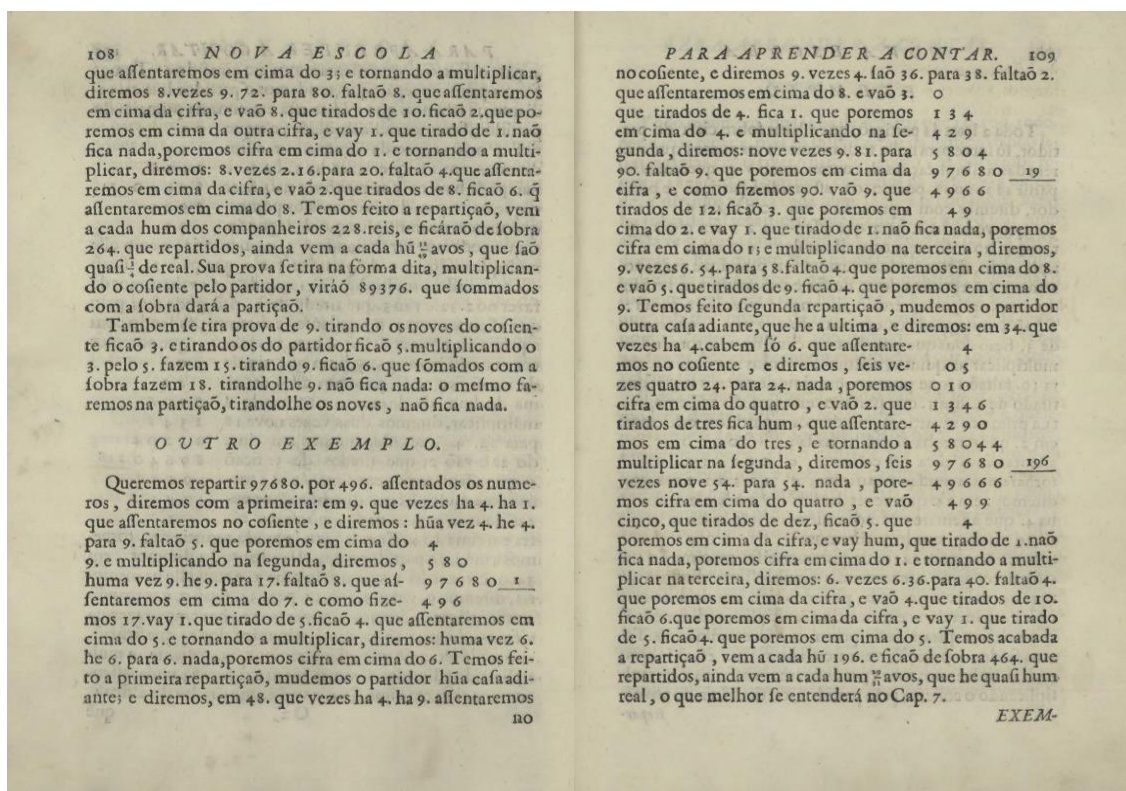 108 NOVA ESCOLA
que aſſentaremos em cima do 3; e tornando a multiplicar,
diremos 8.vezes 9. 72. para 80. faltaõ 8. que aſſentaremos
em cima da cifra, e vaõ 8. que tirados de 10. ficaõ 2.que po-
remos em cima da outra cifra, e vay 1. que tirado de 1. naõ
fica nada,poremos cifra em cima do 1. e tornando a multi-
plicar, diremos: 8.vezes 2.16.para 20. faltaõ 4.que aſſenta-
remos em cima da cifra, e vaõ 2.que tirados de 8. ficaõ 6. q̃
aſſentaremos em cima do 8. Temos feito a repartiçaõ, vem
a cada hum dos companheiros 228.reis, e ficáraõ de ſobra
264. que repartidos, ainda vem a cada hũ avos, que ſaõ
quaſi de real. Sua prova ſe tira na fórma dita, multiplican-
do o coſiente pelo partidor, viráõ 89376. que ſommados
com a ſobra dará a partiçaõ.
Tambem ſe tira prova de 9. tirando os noves do coſien-
te ficaõ 3. e tirando os do partidor ficaõ 5.multiplicando o
3. pelo 5. fazem 15.tirando 9.ficaõ 6. que ſõmados com a
ſobra fazem 18. tirandolhe 9. naõ fica nada: o meſmo fa-
remos na partiçaõ, tirandolhe os noves, naõ fica nada.
OUTRO EXEMPLO.
Queremos repartir 97680. por 496. aſſentados os nume-
ros, diremos com a primeira: em 9. que vezes ha 4. ha 1.
que aſſentaremos no coſiente, e diremos: hũa vez 4. he 4.
para 9. faltaõ 5. que poremos em cima do 4
9. e multiplicando na ſegunda, diremos, 5 8 0
huma vez 9. he 9. para 17. faltaõ 8. que aſ- 9 7 6 8 0 1
ſentaremos em cima do 7. e como fize- 4 9 6
mos 17.vay 1.que tirado de 5.ficaõ 4. que aſſentaremos em
cima do 5.e tornando a multiplicar, diremos: huma vez 6.
he 6. para 6. nada,poremos cifra em cima do 6. Temos fei-
to a primeira repartiçaõ, mudemos o partidor hũa caſa adi-
ante; e diremos, em 48. que vezes ha 4. ha 9. aſſentaremos
no
PARA APRENDER A CONTAR. 109
no coſiente, e diremos 9. vezes 4. ſaõ 36. para 38. faltaõ 2.
que aſſentaremos em cima do 8. e vaõ 3. 0
que tirados de 4. fica 1. que poremos 1 3 4
em cima do 4. e multiplicando na ſe- 4 2 9
gunda, diremos: nove vezes 9. 81. para 5 8 0 4
90. faltaõ 9. que poremos em cima da 9 7 6 8 0 19
cifra, e como fizemos 90. vaõ 9. que 4 9 6 6
tirados de 12. ficaõ 3. que poremos em 4 9
cima do 2. e vay 1. que tirado de 1. naõ fica nada, poremos
cifra em cima do 1; e multiplicando na terceira, diremos,
9. vezes 6. 54. para 58.faltaõ 4. que poremos em cima do 8.
e vaõ 5. que tirados de 9. ficaõ 4. que poremos em cima do
9. Temos feito ſegunda repartiçaõ, mudemos o partidor
outra caſa adiante, que he a ultima, e diremos: em 34. que
vezes ha 4.cabem ſó 6. que aſſentare- 4
mos no coſiente, e diremos, ſeis ve- 0 5
zes quatro 24. para 24. nada, poremos 0 1 0
cifra em cima do quatro, e vaõ 2. que 1 3 4 6
tirados de tres fica hum, que aſſentare- 4 2 9 0
mos em cima do tres, e tornando a 5 8 0 4 4
multiplicar na ſegunda, diremos, ſeis 9 7 6 8 0 196
vezes nove 54. para 54. nada, pore- 4 9 6 6 6
mos cifra em cima do quatro, e vaõ 4 9 9
cinco, que tirados de dez, ficaõ 5. que 4
poremos em cima da cifra, e vay hum, que tirado de 1.naõ
fica nada, poremos cifra em cima do 1. e tornando a multi-
plicar na terceira, diremos: 6. vezes 6.36.para 40. faltaõ 4.
que poremos em cima da cifra, e vaõ 4.que tirados de 10.
ficaõ 6.que poremos em cima da cifra, e vay 1. que tirado
de 5. ficaõ 4. que poremos em cima do 5. Temos acabada
a repartiçaõ, vem a cada hũ 196. e ficaõ de ſobra 464. que
repartidos, ainda vem a cada hum avos, que he quaſi hum
real, o que melhor ſe entenderá no Cap. 7.
EXEM-